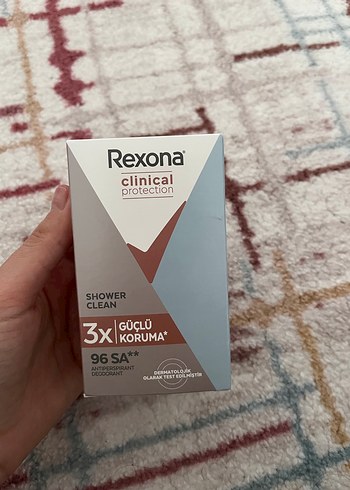 Rexona®
clinical
protection
SHOWER
CLEAN
3x GÜÇLÜ
KORUMA*
96 SA**
ANTIPERSPIRANT
DEODORANT
DERMATOLOJİK
OLARAK TEST EDİLMİŞTİR